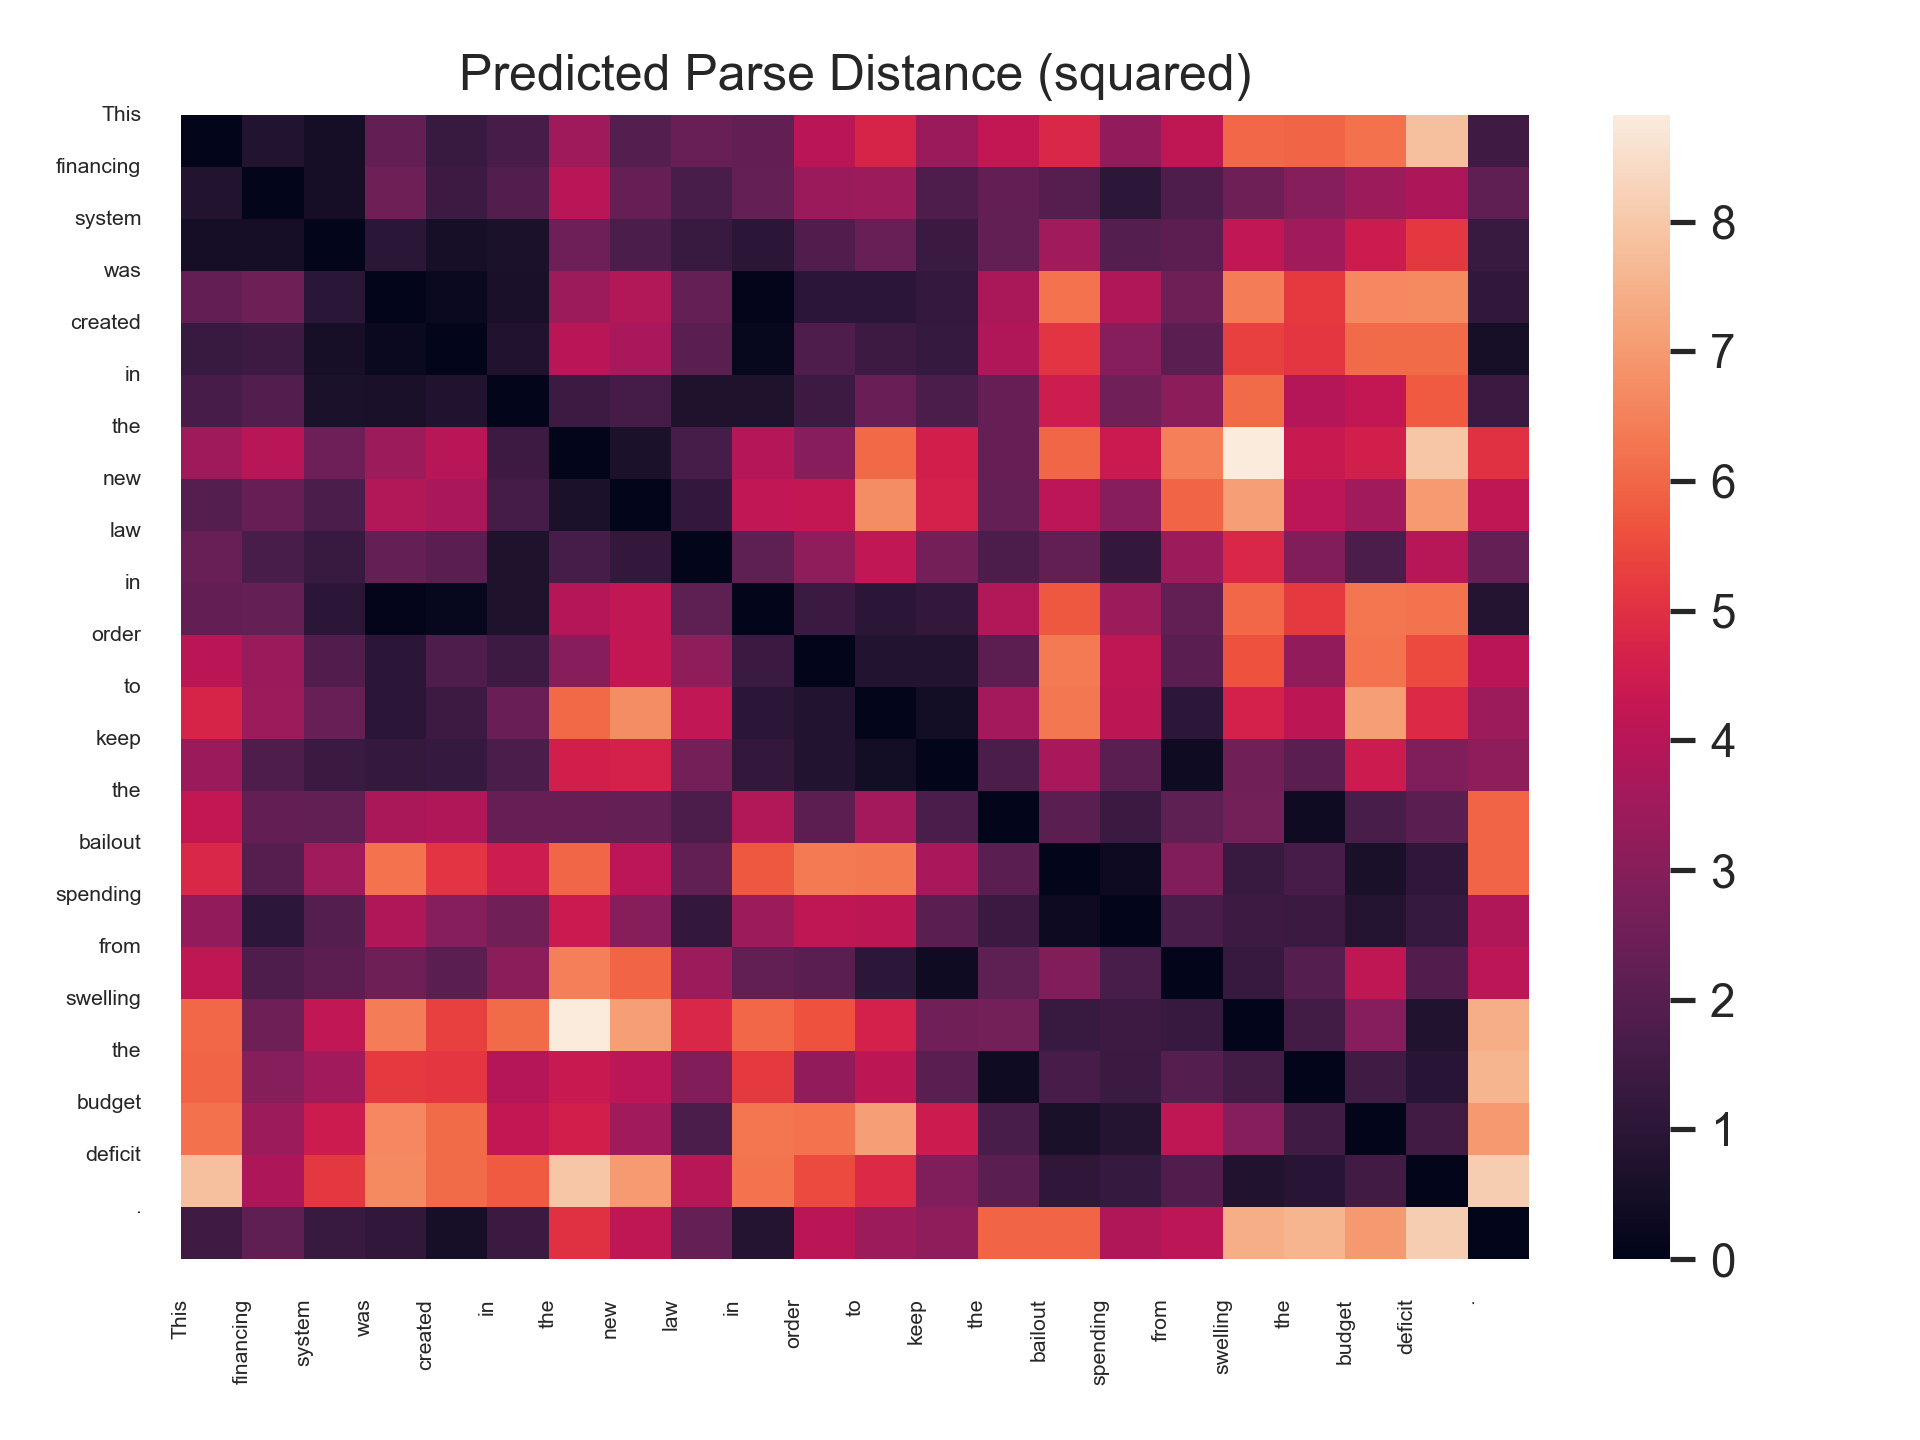 Predicted Parse Distance (squared)
This
financing
system
was
created
in
the
new
law
in
order
to
keep
the
bailout
spending
from
swelling
the
budget
deficit
.
8
7
6
5
4
3
2
1
0
This
financing
system
was
created
in
the
new
law
in
order
to
keep
the
bailout
spending
from
swelling
the
budget
deficit
.